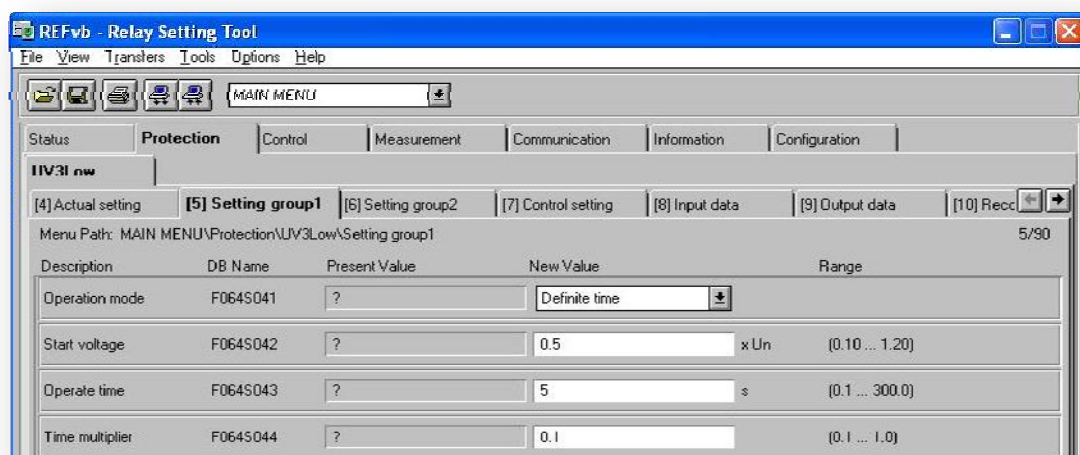 REFvb - Relay Setting Tool
File View Transfers Tools Options Help
MAIN MENU
Status Protection Control Measurement Communication Information Configuration
UV3Low
[4] Actual setting [5] Setting group1 [6] Setting group2 [7] Control setting [8] Input data [9] Output data [10] Recc
Menu Path: MAIN MENU\Protection\UV3Low\Setting group1 5/90
Description DB Name Present Value New Value Range
Operation mode F064S041 ? Definite time
Start voltage F064S042 ? 0.5 x Un (0.10 ... 1.20)
Operate time F064S043 ? 5 s (0.1 ... 300.0)
Time multiplier F064S044 ? 0.1 (0.1 ... 1.0)